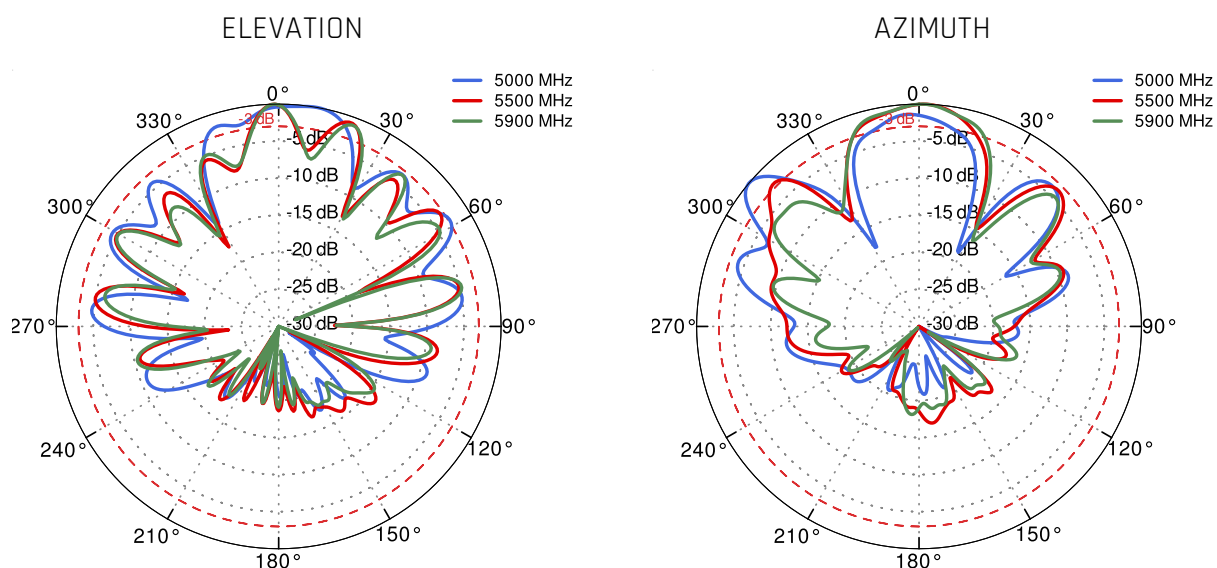 ELEVATION
5000 MHz
5500 MHz
5900 MHz
0°
-3 dB
330°
30°
-5 dB
-10 dB
300°
-15 dB
60°
-20 dB
-25 dB
270°
-30 dB
90°
240°
120°
210°
150°
180°
AZIMUTH
5000 MHz
5500 MHz
5900 MHz
0°
-3 dB
330°
30°
-5 dB
-10 dB
300°
-15 dB
60°
-20 dB
-25 dB
270°
-30 dB
90°
240°
120°
210°
150°
180°